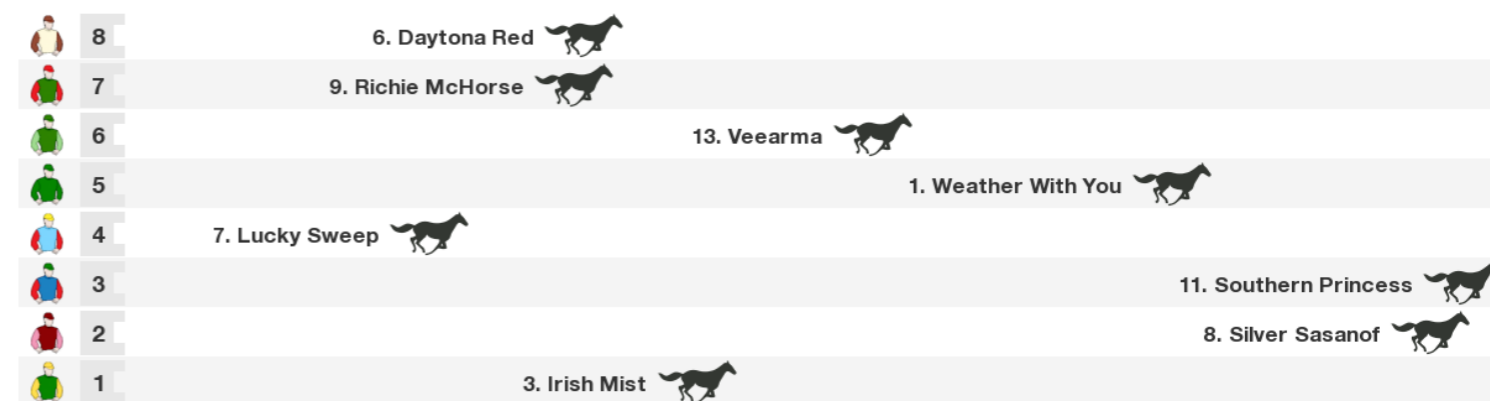 8 6. Daytona Red
7 9. Richie McHorse
6 13. Veearma
5 1. Weather With You
4 7. Lucky Sweep
3 11. Southern Princess
2 8. Silver Sasanof
1 3. Irish Mist